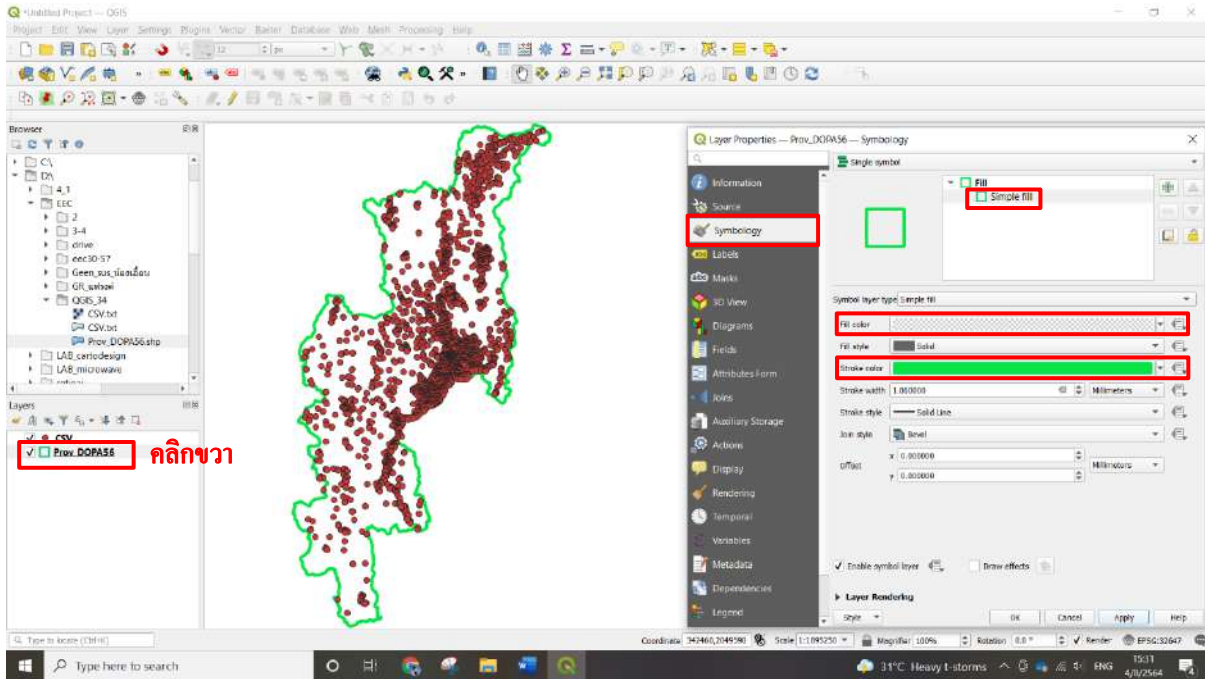 *Untitled Project — QGIS
Project Edit View Layer Settings Plugins Vector Raster Database Web Mesh Processing Help
12 px
Browser
C:\
D:\
4_1
EEC
2
3-4
drive
eec30-57
QGIS_34
CSV.txt
CSV.txt
Prov_DOPA56.shp
LAB_cartodesign
LAB_microwave
Layers
CSV
Prov_DOPA56
คลิกขวา
Layer Properties — Prov_DOPA56 — Symbology
Information
Source
Symbology
Labels
Masks
3D View
Diagrams
Fields
Attributes Form
Joins
Auxiliary Storage
Actions
Display
Rendering
Temporal
Variables
Metadata
Dependencies
Legend
Single symbol
Fill
Simple fill
Symbol layer type Simple fill
Fill color
Fill style Solid
Stroke color
Stroke width 1.000000 Millimeters
Stroke style Solid Line
Join style Bevel
Offset x 0.000000 Millimeters
y 0.000000
Enable symbol layer Draw effects
Layer Rendering
Style OK Cancel Apply Help
Type to locate (Ctrl+K)
Coordinate 342460,2049590 Scale 1:1095250 Magnifier 100% Rotation 0.0 ° Render EPSG:32647
Type here to search
31°C Heavy t-storms ENG
15:31
4/8/2564